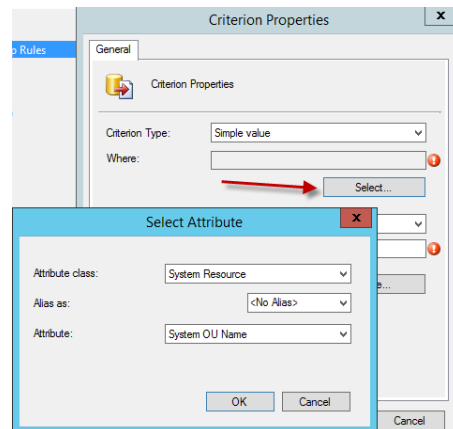 Criterion Properties
x
Rules
General
Criterion Properties
Criterion Type:
Simple value
Where:
Select...
Select Attribute
x
Attribute class:
System Resource
Alias as:
<No Alias>
Attribute:
System OU Name
OK
Cancel
Cancel